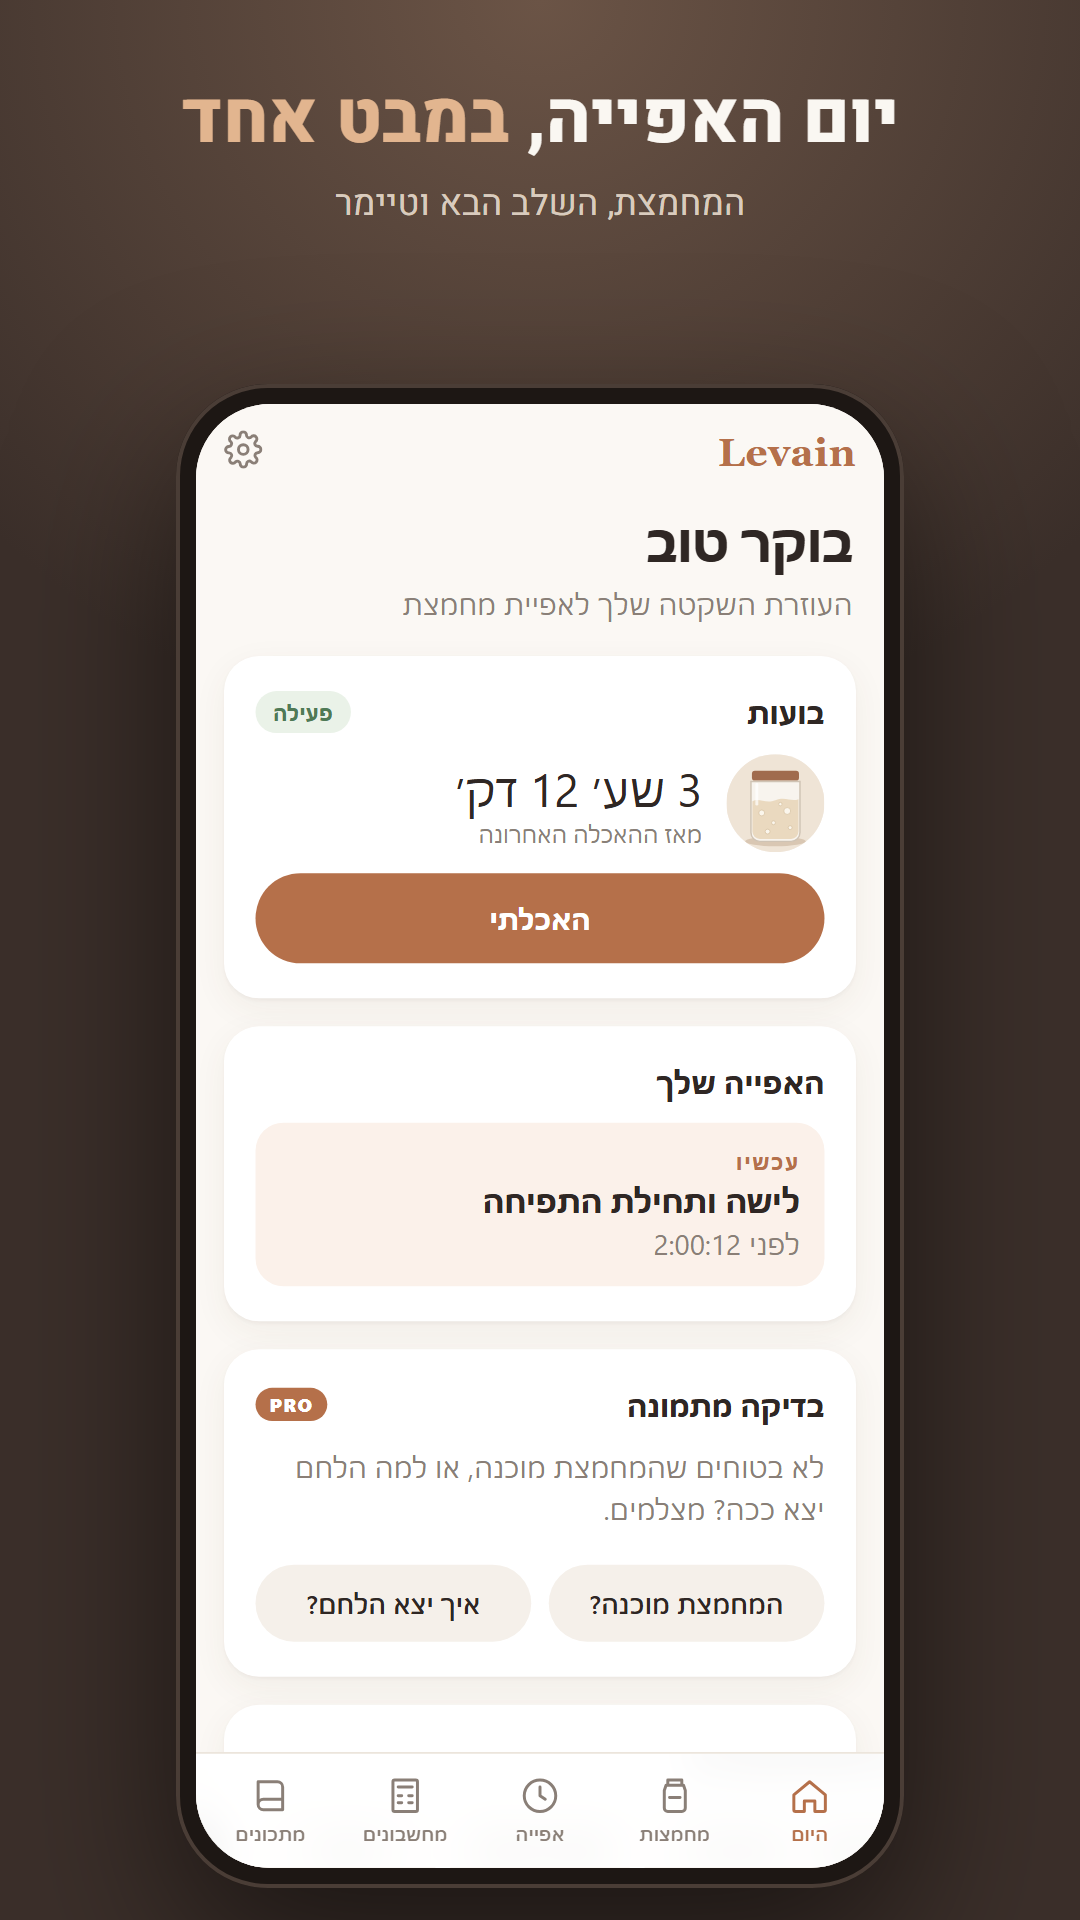 יום האפייה, במבט אחד
המחמצת, השלב הבא וטיימר
Levain
בוקר טוב
העוזרת השקטה שלך לאפיית מחמצת
בועות
פעילה
3 שע׳ 12 דק׳
מאז ההאכלה האחרונה
האכלתי
האפייה שלך
עכשיו
לישה ותחילת התפיחה
לפני 2:00:12
בדיקה מתמונה
PRO
לא בטוחים שהמחמצת מוכנה, או למה הלחם
יצא ככה? מצלמים.
המחמצת מוכנה?
איך יצא הלחם?
היום
מחמצות
אפייה
מחשבונים
מתכונים